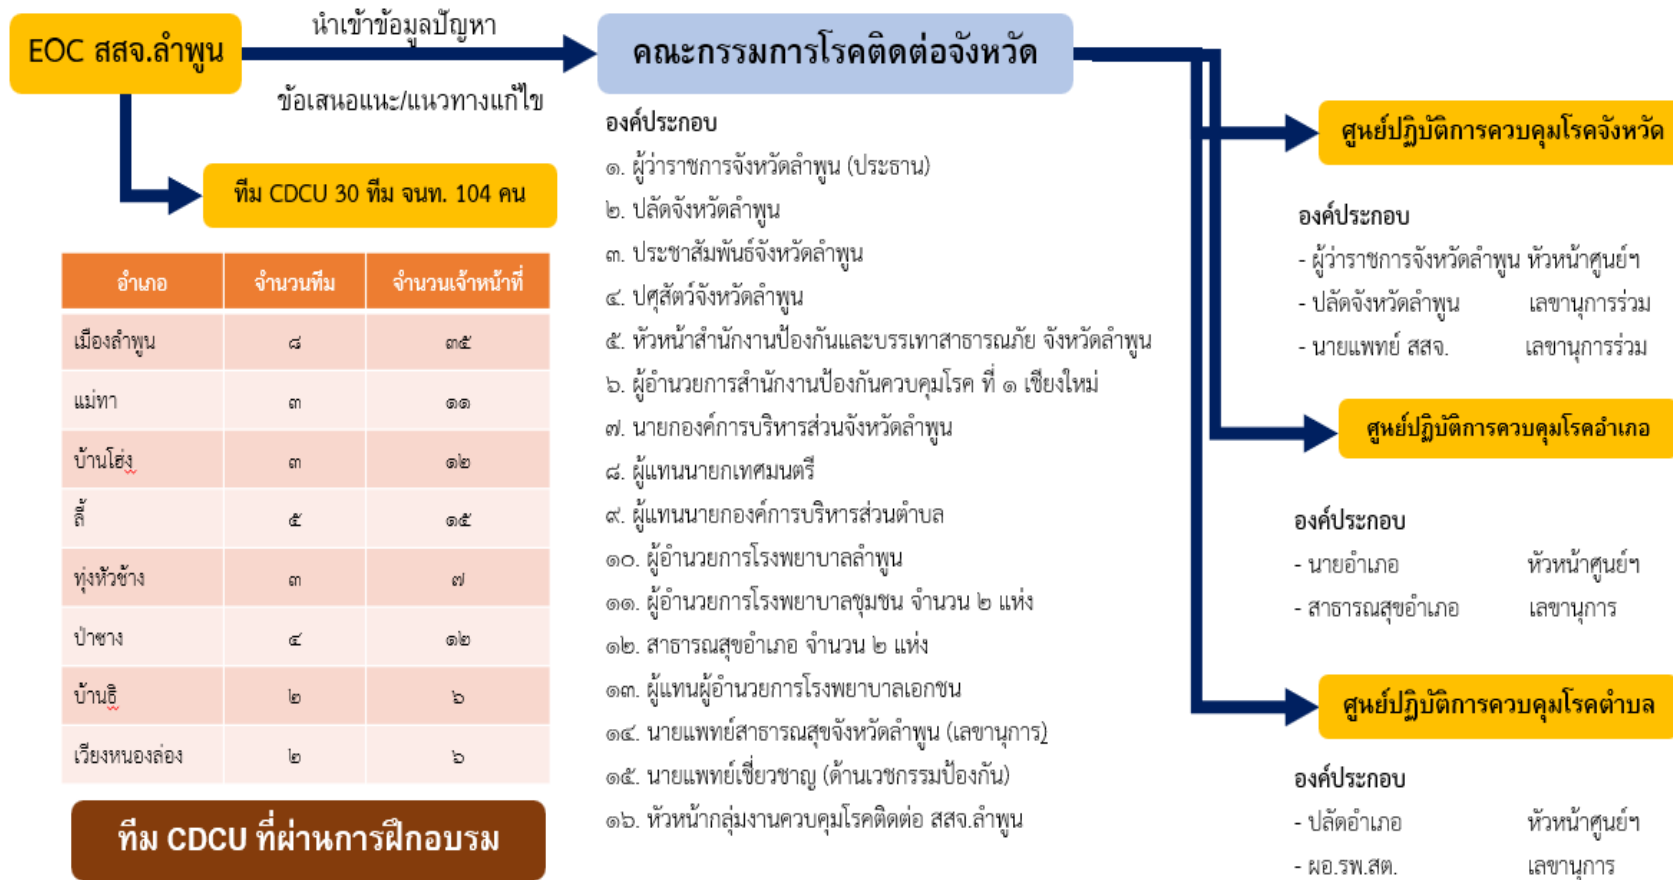 EOC สสจ.ลำพูน
นำเข้าข้อมูลปัญหา
ข้อเสนอแนะ/แนวทางแก้ไข
คณะกรรมการโรคติดต่อจังหวัด
ทีม CDCU 30 ทีม จนท. 104 คน
อำเภอ จำนวนทีม จำนวนเจ้าหน้าที่
เมืองลำพูน ๘ ๓๕
แม่ทา ๓ ๑๑
บ้านโฮ่ง ๓ ๑๒
ลี้ ๕ ๑๕
ทุ่งหัวช้าง ๓ ๗
ป่าซาง ๔ ๑๒
บ้านธิ ๒ ๖
เวียงหนองล่อง ๒ ๖
ทีม CDCU ที่ผ่านการฝึกอบรม
องค์ประกอบ
๑. ผู้ว่าราชการจังหวัดลำพูน (ประธาน)
๒. ปลัดจังหวัดลำพูน
๓. ประชาสัมพันธ์จังหวัดลำพูน
๔. ปศุสัตว์จังหวัดลำพูน
๕. หัวหน้าสำนักงานป้องกันและบรรเทาสาธารณภัย จังหวัดลำพูน
๖. ผู้อำนวยการสำนักงานป้องกันควบคุมโรค ที่ ๑ เชียงใหม่
๗. นายกองค์การบริหารส่วนจังหวัดลำพูน
๘. ผู้แทนนายกเทศมนตรี
๙. ผู้แทนนายกองค์การบริหารส่วนตำบล
๑๐. ผู้อำนวยการโรงพยาบาลลำพูน
๑๑. ผู้อำนวยการโรงพยาบาลชุมชน จำนวน ๒ แห่ง
๑๒. สาธารณสุขอำเภอ จำนวน ๒ แห่ง
๑๓. ผู้แทนผู้อำนวยการโรงพยาบาลเอกชน
๑๔. นายแพทย์สาธารณสุขจังหวัดลำพูน (เลขานุการ)
๑๕. นายแพทย์เชี่ยวชาญ (ด้านเวชกรรมป้องกัน)
๑๖. หัวหน้ากลุ่มงานควบคุมโรคติดต่อ สสจ.ลำพูน
ศูนย์ปฏิบัติการควบคุมโรคจังหวัด
องค์ประกอบ
- ผู้ว่าราชการจังหวัดลำพูน หัวหน้าศูนย์ฯ
- ปลัดจังหวัดลำพูน เลขานุการร่วม
- นายแพทย์ สสจ. เลขานุการร่วม
ศูนย์ปฏิบัติการควบคุมโรคอำเภอ
องค์ประกอบ
- นายอำเภอ หัวหน้าศูนย์ฯ
- สาธารณสุขอำเภอ เลขานุการ
ศูนย์ปฏิบัติการควบคุมโรคตำบล
องค์ประกอบ
- ปลัดอำเภอ หัวหน้าศูนย์ฯ
- ผอ.รพ.สต. เลขานุการ